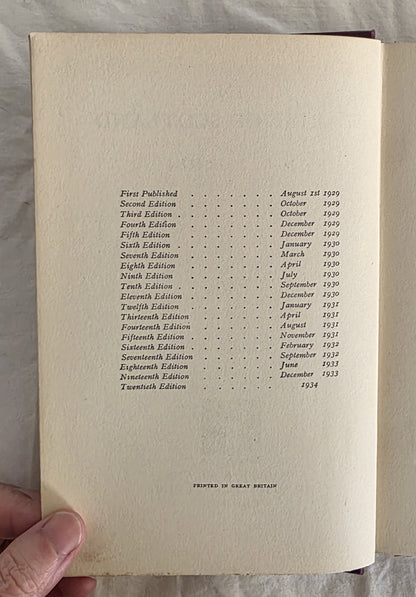 First Published . . . . . . . August 1st 1929
Second Edition . . . . . . . October 1929
Third Edition . . . . . . . . October 1929
Fourth Edition . . . . . . . December 1929
Fifth Edition . . . . . . . December 1929
Sixth Edition . . . . . . . . January 1930
Seventh Edition . . . . . . . March 1930
Eighth Edition . . . . . . . April 1930
Ninth Edition . . . . . . . July 1930
Tenth Edition . . . . . . . . September 1930
Eleventh Edition . . . . . . December 1930
Twelfth Edition . . . . . . . January 1931
Thirteenth Edition . . . . . . April 1931
Fourteenth Edition . . . . . . August 1931
Fifteenth Edition . . . . . . November 1931
Sixteenth Edition . . . . . . . February 1932
Seventeenth Edition . . . . . . September 1932
Eighteenth Edition . . . . . . June 1933
Nineteenth Edition . . . . . . December 1933
Twentieth Edition . . . . . . 1934
PRINTED IN GREAT BRITAIN